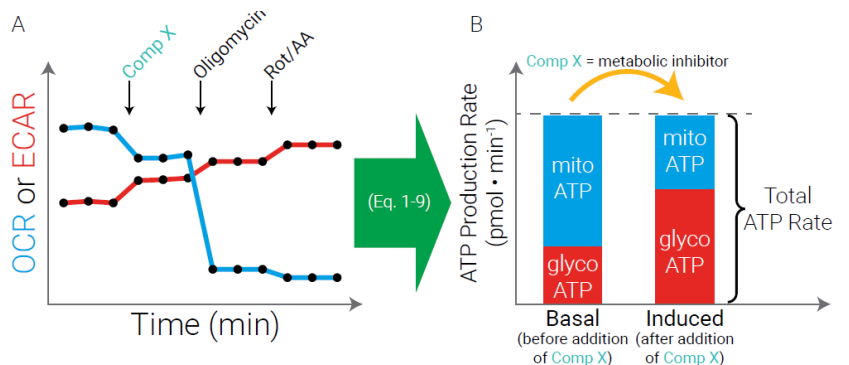 A
Comp X
Oligomycin
Rot/AA
OCR or ECAR
Time (min)
(Eq. 1-9)
B
Comp X = metabolic inhibitor
ATP Production Rate
(pmol • min⁻¹)
mito
ATP
glyco
ATP
mito
ATP
glyco
ATP
Total
ATP Rate
Basal
(before addition
of Comp X)
Induced
(after addition
of Comp X)